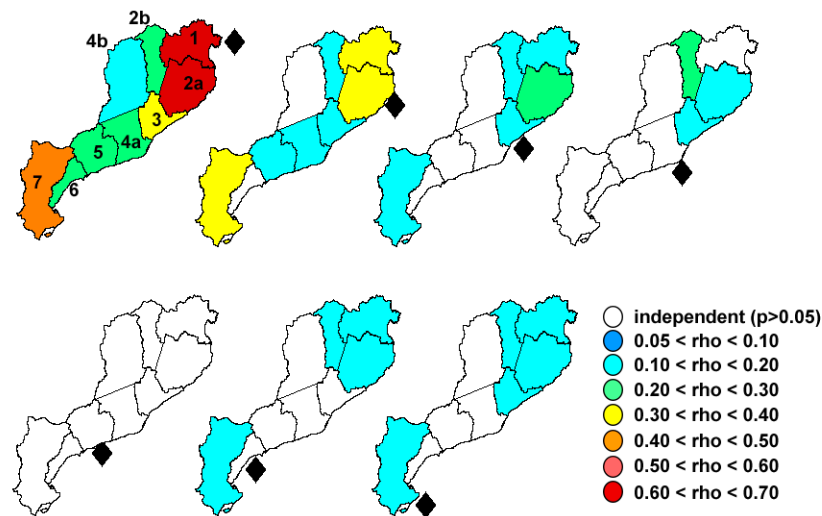 2b
1
4b
2a
3
4a
5
7
6
independent (p>0.05)
0.05 < rho < 0.10
0.10 < rho < 0.20
0.20 < rho < 0.30
0.30 < rho < 0.40
0.40 < rho < 0.50
0.50 < rho < 0.60
0.60 < rho < 0.70